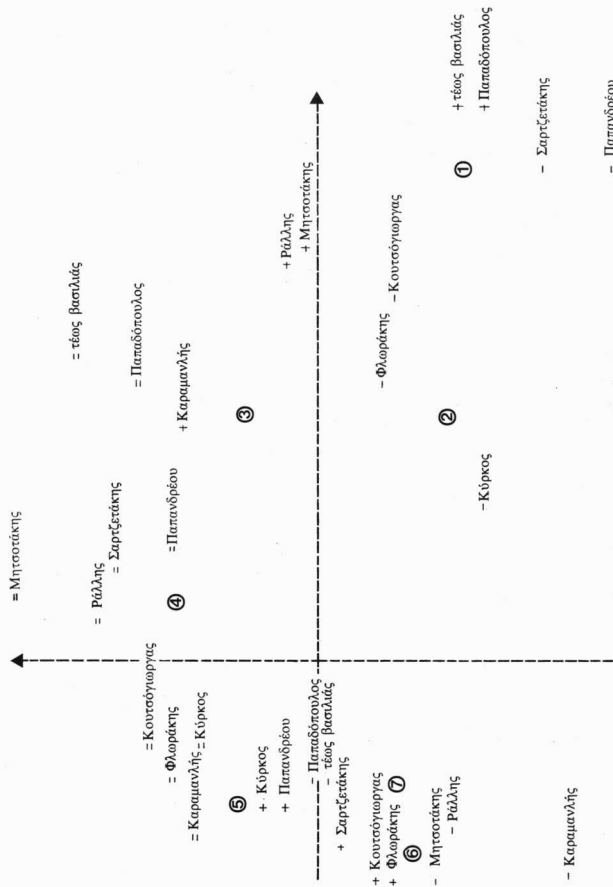 = Μητσοτάκης
= τέως βασιλιάς
= Ράλλης
= Σαρτζετάκης
= Παπαδόπουλος
= Κουτσόγιωργας
= Φλωράκης
=Παπανδρέου
④
+ Καραμανλής
= Καραμανλής
= Κύρκος
⑤
③
+ Κύρκος
+ Παπανδρέου
+ Ράλλης
+ Μητσοτάκης
− Παπαδόπουλος
− τέως βασιλιάς
+ Σαρτζετάκης
+ Κουτσόγιωργας
− Φλωράκης
+ Φλωράκης ⑦
− Κουτσόγιωργας
⑥
− Μητσοτάκης
②
− Ράλλης
①
+ τέως βασιλιάς
− Κύρκος
+ Παπαδόπουλος
− Σαρτζετάκης
− Καραμανλής
− Παπανδρέου